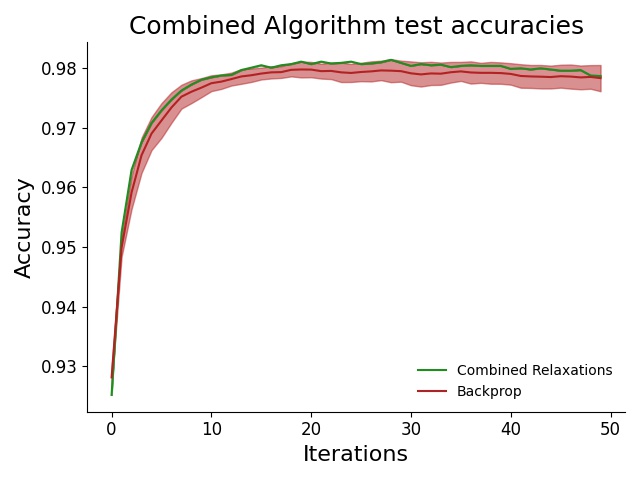 Combined Algorithm test accuracies
Accuracy
0.98
0.97
0.96
0.95
0.94
0.93
Combined Relaxations
Backprop
0 10 20 30 40 50
Iterations